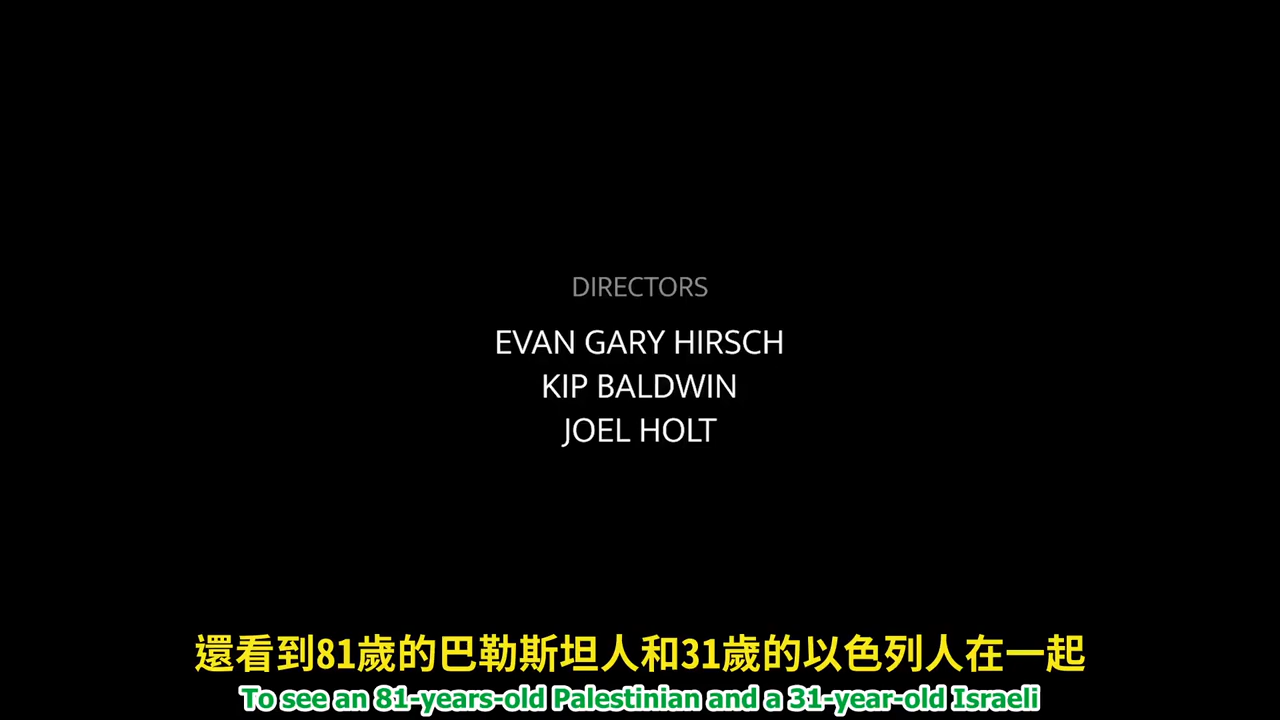 DIRECTORS
EVAN GARY HIRSCH
KIP BALDWIN
JOEL HOLT
還看到81歲的巴勒斯坦人和31歲的以色列人在一起
To see an 81-years-old Palestinian and a 31-year-old Israeli